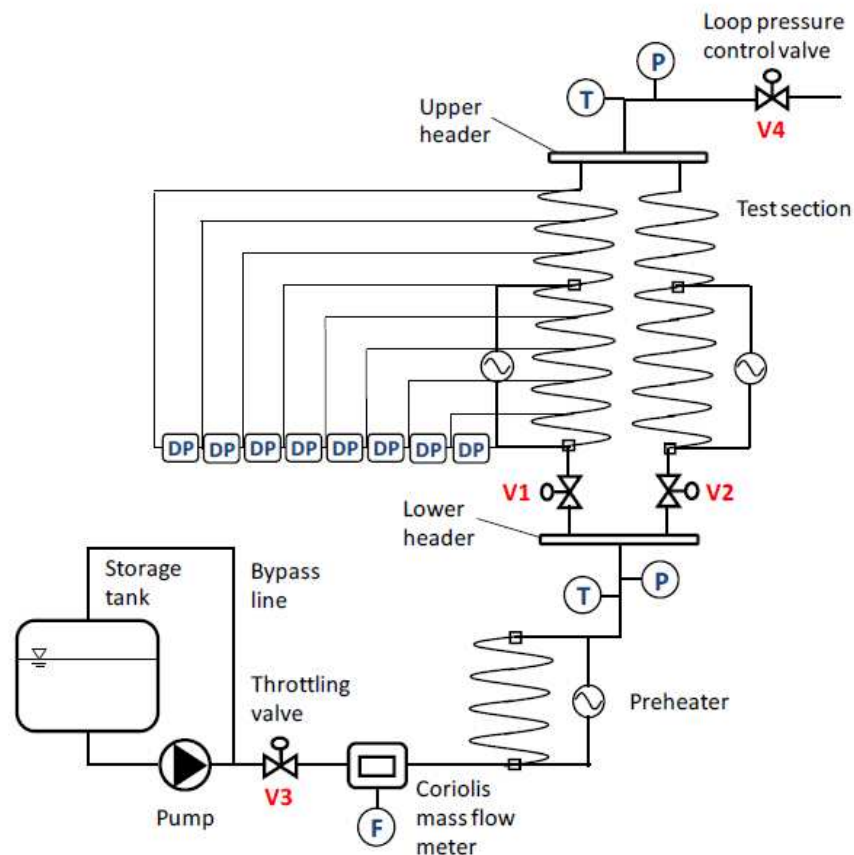 Loop pressure
control valve
P
T
V4
Upper
header
Test section
DP
DP
DP
DP
DP
DP
DP
DP
V1
V2
Lower
header
Storage
tank
Bypass
line
T
P
Throttling
valve
Preheater
V3
Pump
Coriolis
mass flow
meter
F